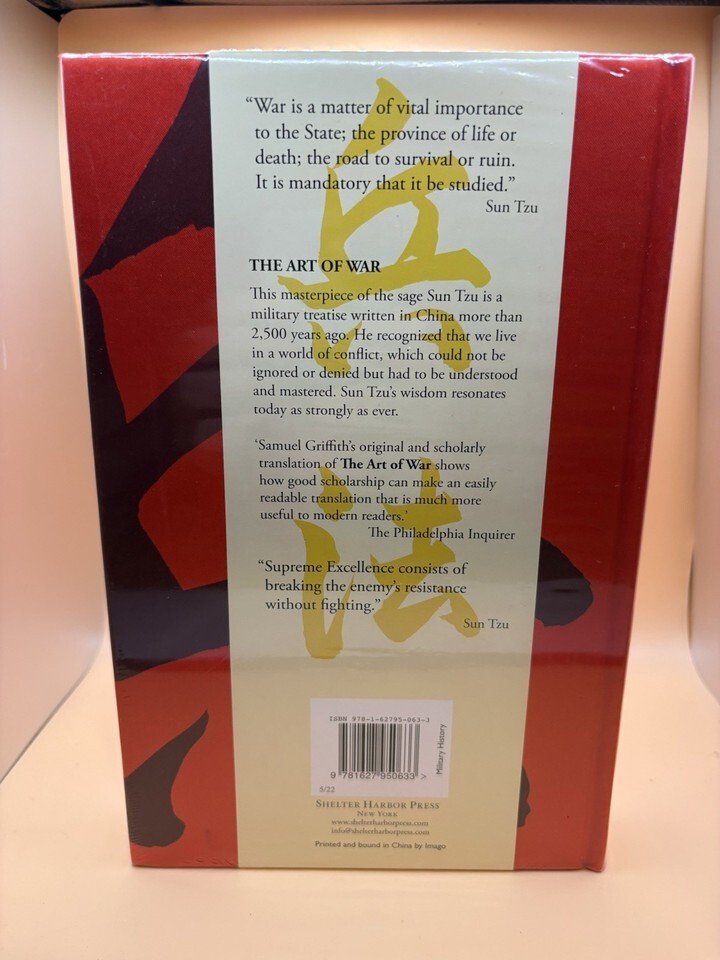 “War is a matter of vital importance
to the State; the province of life or
death; the road to survival or ruin.
It is mandatory that it be studied.”
Sun Tzu
THE ART OF WAR
This masterpiece of the sage Sun Tzu is a
military treatise written in China more than
2,500 years ago. He recognized that we live
in a world of conflict, which could not be
ignored or denied but had to be understood
and mastered. Sun Tzu’s wisdom resonates
today as strongly as ever.
‘Samuel Griffith’s original and scholarly
translation of The Art of War shows
how good scholarship can make an easily
readable translation that is much more
useful to modern readers.’
The Philadelphia Inquirer
“Supreme Excellence consists of
breaking the enemy’s resistance
without fighting.”
Sun Tzu
兵
法
ISBN 978-1-62795-063-3
9 781627 950633 >
Military History
5/22
SHELTER HARBOR PRESS
NEW YORK
www.shelterharborpress.com
info@shelterharborpress.com
Printed and bound in China by Imago